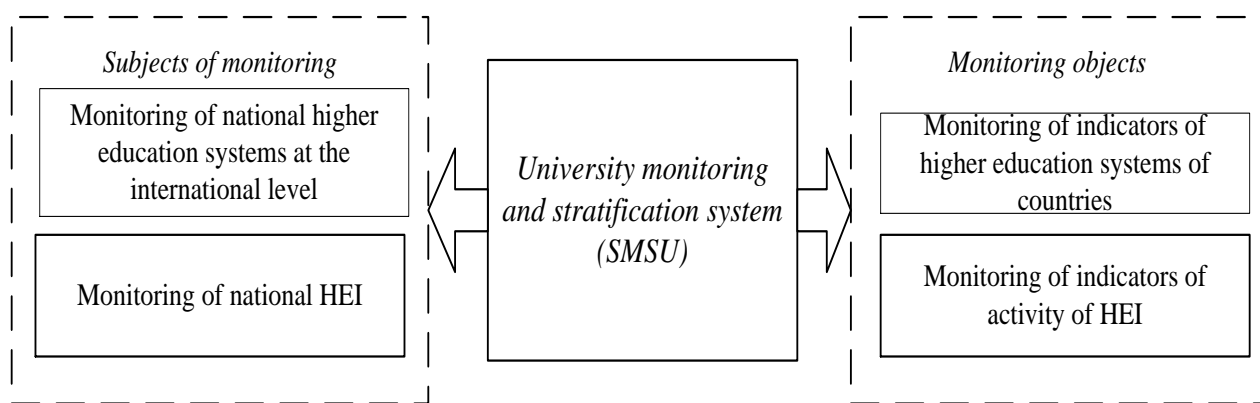 Subjects of monitoring
Monitoring of national higher
education systems at the
international level
Monitoring of national HEI
University monitoring
and stratification system
(SMSU)
Monitoring objects
Monitoring of indicators of
higher education systems of
countries
Monitoring of indicators of
activity of HEI